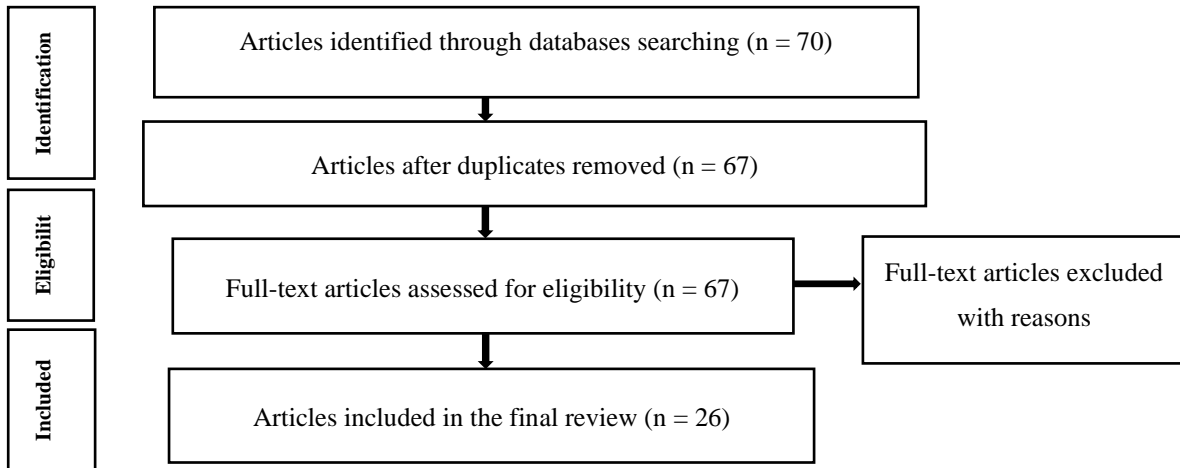 Identification
Articles identified through databases searching (n = 70)
Articles after duplicates removed (n = 67)
Eligibilit
Full-text articles assessed for eligibility (n = 67)
Full-text articles excluded
with reasons
Included
Articles included in the final review (n = 26)